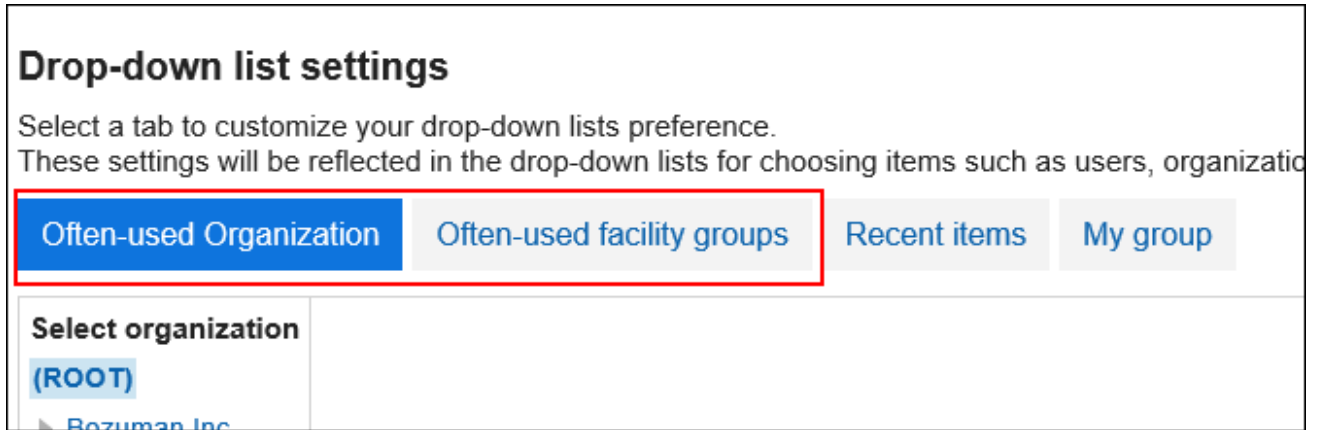 Drop-down list settings
Select a tab to customize your drop-down lists preference.
These settings will be reflected in the drop-down lists for choosing items such as users, organizatio
Often-used Organization Often-used facility groups Recent items My group
Select organization
(ROOT)
Bozuman Inc